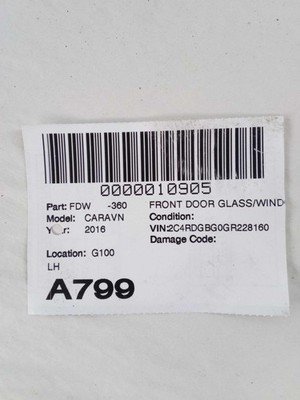 0000010905
Part: FDW -360 FRONT DOOR GLASS/WIND
Model: CARAVN Condition:
Year: 2016 VIN:2C4RDGBG0GR228160
Damage Code:
Location: G100
LH
A799